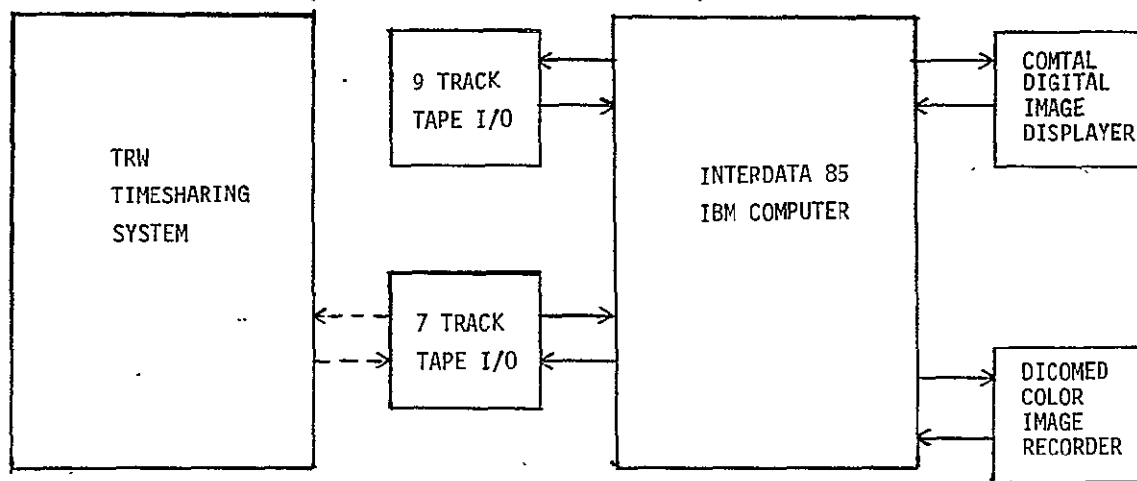 TRW
TIMESHARING
SYSTEM
9 TRACK
TAPE I/O
7 TRACK
TAPE I/O
INTERDATA 85
IBM COMPUTER
COMTAL
DIGITAL
IMAGE
DISPLAYER
DICOMED
COLOR
IMAGE
RECORDER